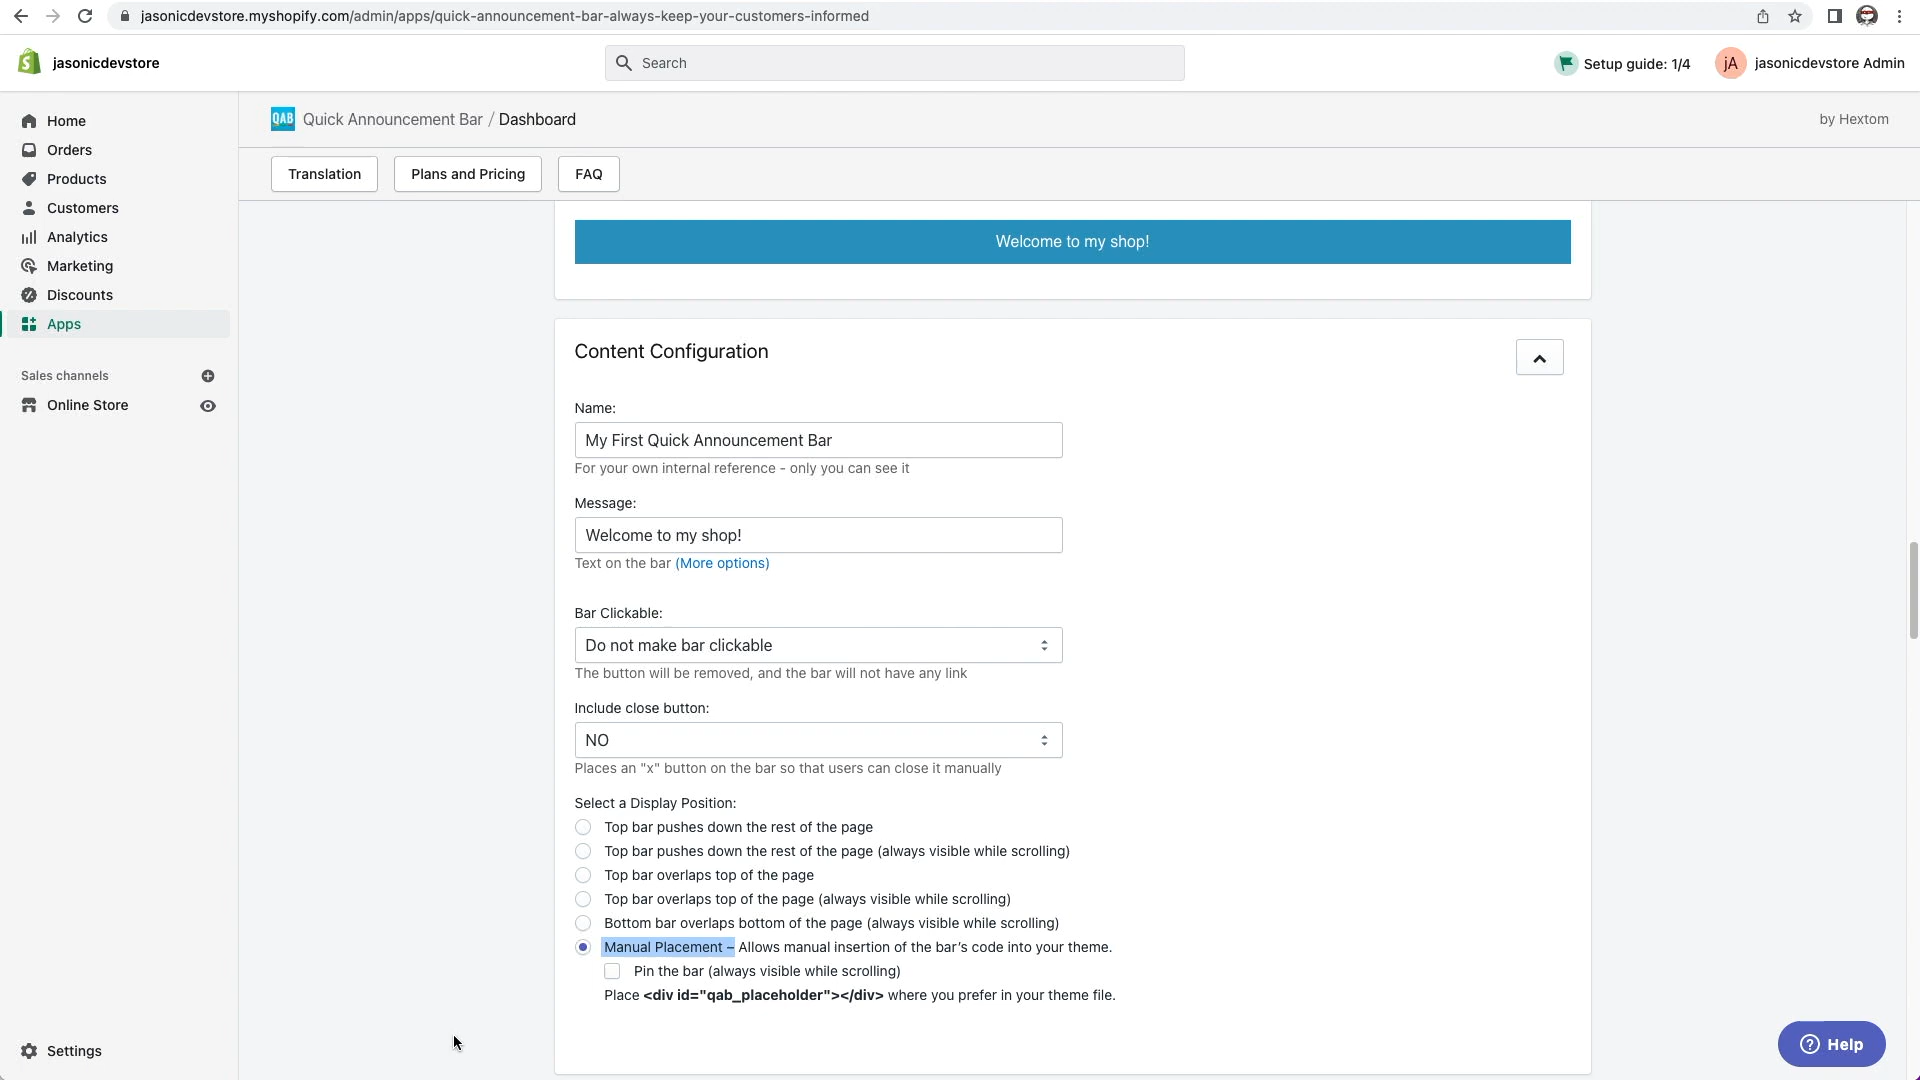 jasonicdevstore.myshopify.com/admin/apps/quick-announcement-bar-always-keep-your-customers-informed
jasonicdevstore
Search
Setup guide: 1/4
jA
jasonicdevstore Admin
Home
Orders
Products
Customers
Analytics
Marketing
Discounts
Apps
Sales channels
Online Store
Settings
QAB
Quick Announcement Bar / Dashboard
by Hextom
Translation
Plans and Pricing
FAQ
Welcome to my shop!
Content Configuration
Name:
My First Quick Announcement Bar
For your own internal reference - only you can see it
Message:
Welcome to my shop!
Text on the bar (More options)
Bar Clickable:
Do not make bar clickable
The button will be removed, and the bar will not have any link
Include close button:
NO
Places an "x" button on the bar so that users can close it manually
Select a Display Position:
Top bar pushes down the rest of the page
Top bar pushes down the rest of the page (always visible while scrolling)
Top bar overlaps top of the page
Top bar overlaps top of the page (always visible while scrolling)
Bottom bar overlaps bottom of the page (always visible while scrolling)
Manual Placement – Allows manual insertion of the bar's code into your theme.
Pin the bar (always visible while scrolling)
Place <div id="qab_placeholder"></div> where you prefer in your theme file.
Help